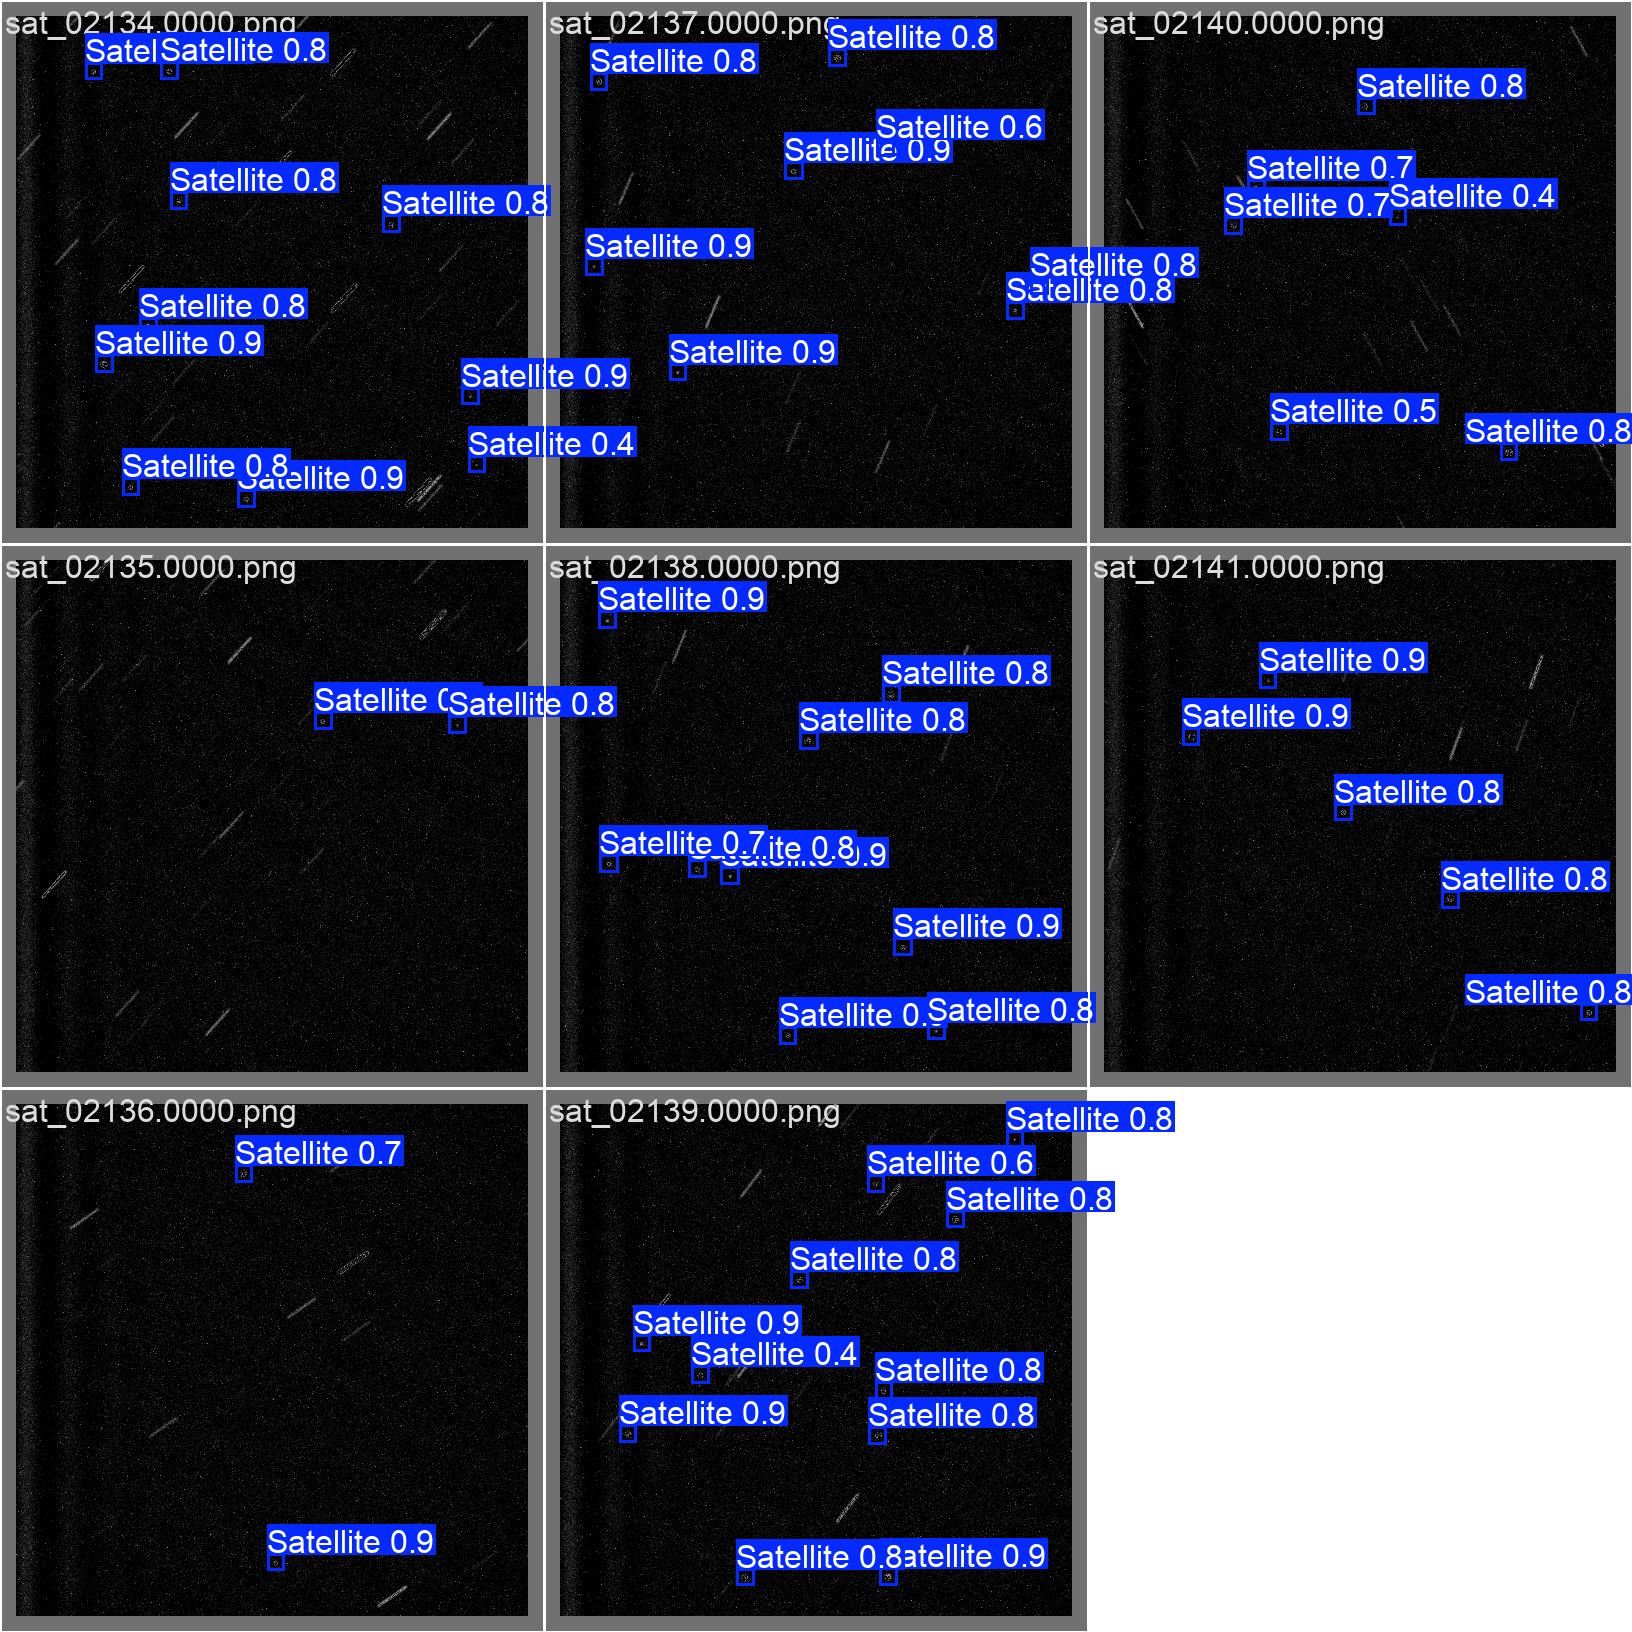 sat_02134.0000.png
Satel
Satellite 0.8
Satellite 0.8
Satellite 0.8
Satellite 0.8
Satellite 0.9
Satellite 0.9
Satellite 0.4
Satellite 0.8
atellite 0.9
sat_02137.0000.png
Satellite 0.8
Satellite 0.8
Satellite 0.6
Satellite 0.9
Satellite 0.9
Satellite 0.8
Satellite 0.8
Satellite 0.9
sat_02140.0000.png
Satellite 0.8
Satellite 0.7
Satellite 0.4
Satellite 0.7
Satellite 0.5
Satellite 0.8
sat_02135.0000.png
Satellite
Satellite 0.8
sat_02138.0000.png
Satellite 0.9
Satellite 0.8
Satellite 0.8
Satellite 0.7
ite 0.8
.9
Satellite 0.9
Satellite 0.
Satellite 0.8
sat_02141.0000.png
Satellite 0.9
Satellite 0.9
Satellite 0.8
Satellite 0.8
Satellite 0.8
sat_02136.0000.png
Satellite 0.7
Satellite 0.9
sat_02139.0000.png
Satellite 0.8
Satellite 0.6
Satellite 0.8
Satellite 0.8
Satellite 0.9
Satellite 0.4
Satellite 0.8
Satellite 0.9
Satellite 0.8
Satellite 0.8
atellite 0.9